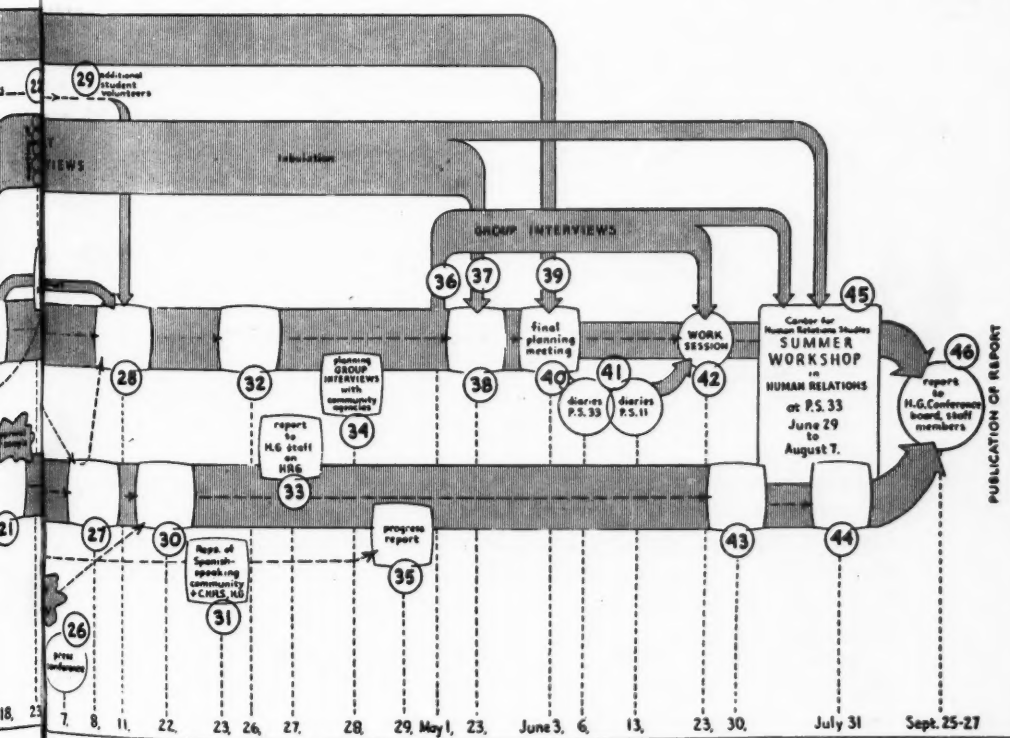 29
additional
student
volunteers
IEWS
tabulation
GROUP INTERVIEWS
36
37
39
45
Center for
Human Relations Studies
SUMMER
WORKSHOP
in
HUMAN RELATIONS
at P.S. 33
June 29
to
August 7.
final
planning
meeting
WORK
SESSION
46
report
to
H.G. Conference
board, staff
members
PUBLICATION OF REPORT
28
32
planning
GROUP
INTERVIEWS
with
community
agencies
34
38
40
41
diaries
P.S. 33
diaries
P.S. 11
42
report
to
H.G. staff
on
HRG
33
21
27
30
progress
report
35
43
44
Reps. of
Spanish-
speaking
community
+ C.H.R.S., H.G
31
26
press
conference
18, 23 7. 8, 11, 22, 23, 26, 27, 28, 29, May 1, 23, June 3, 6, 13, 23, 30, July 31 Sept. 25-27